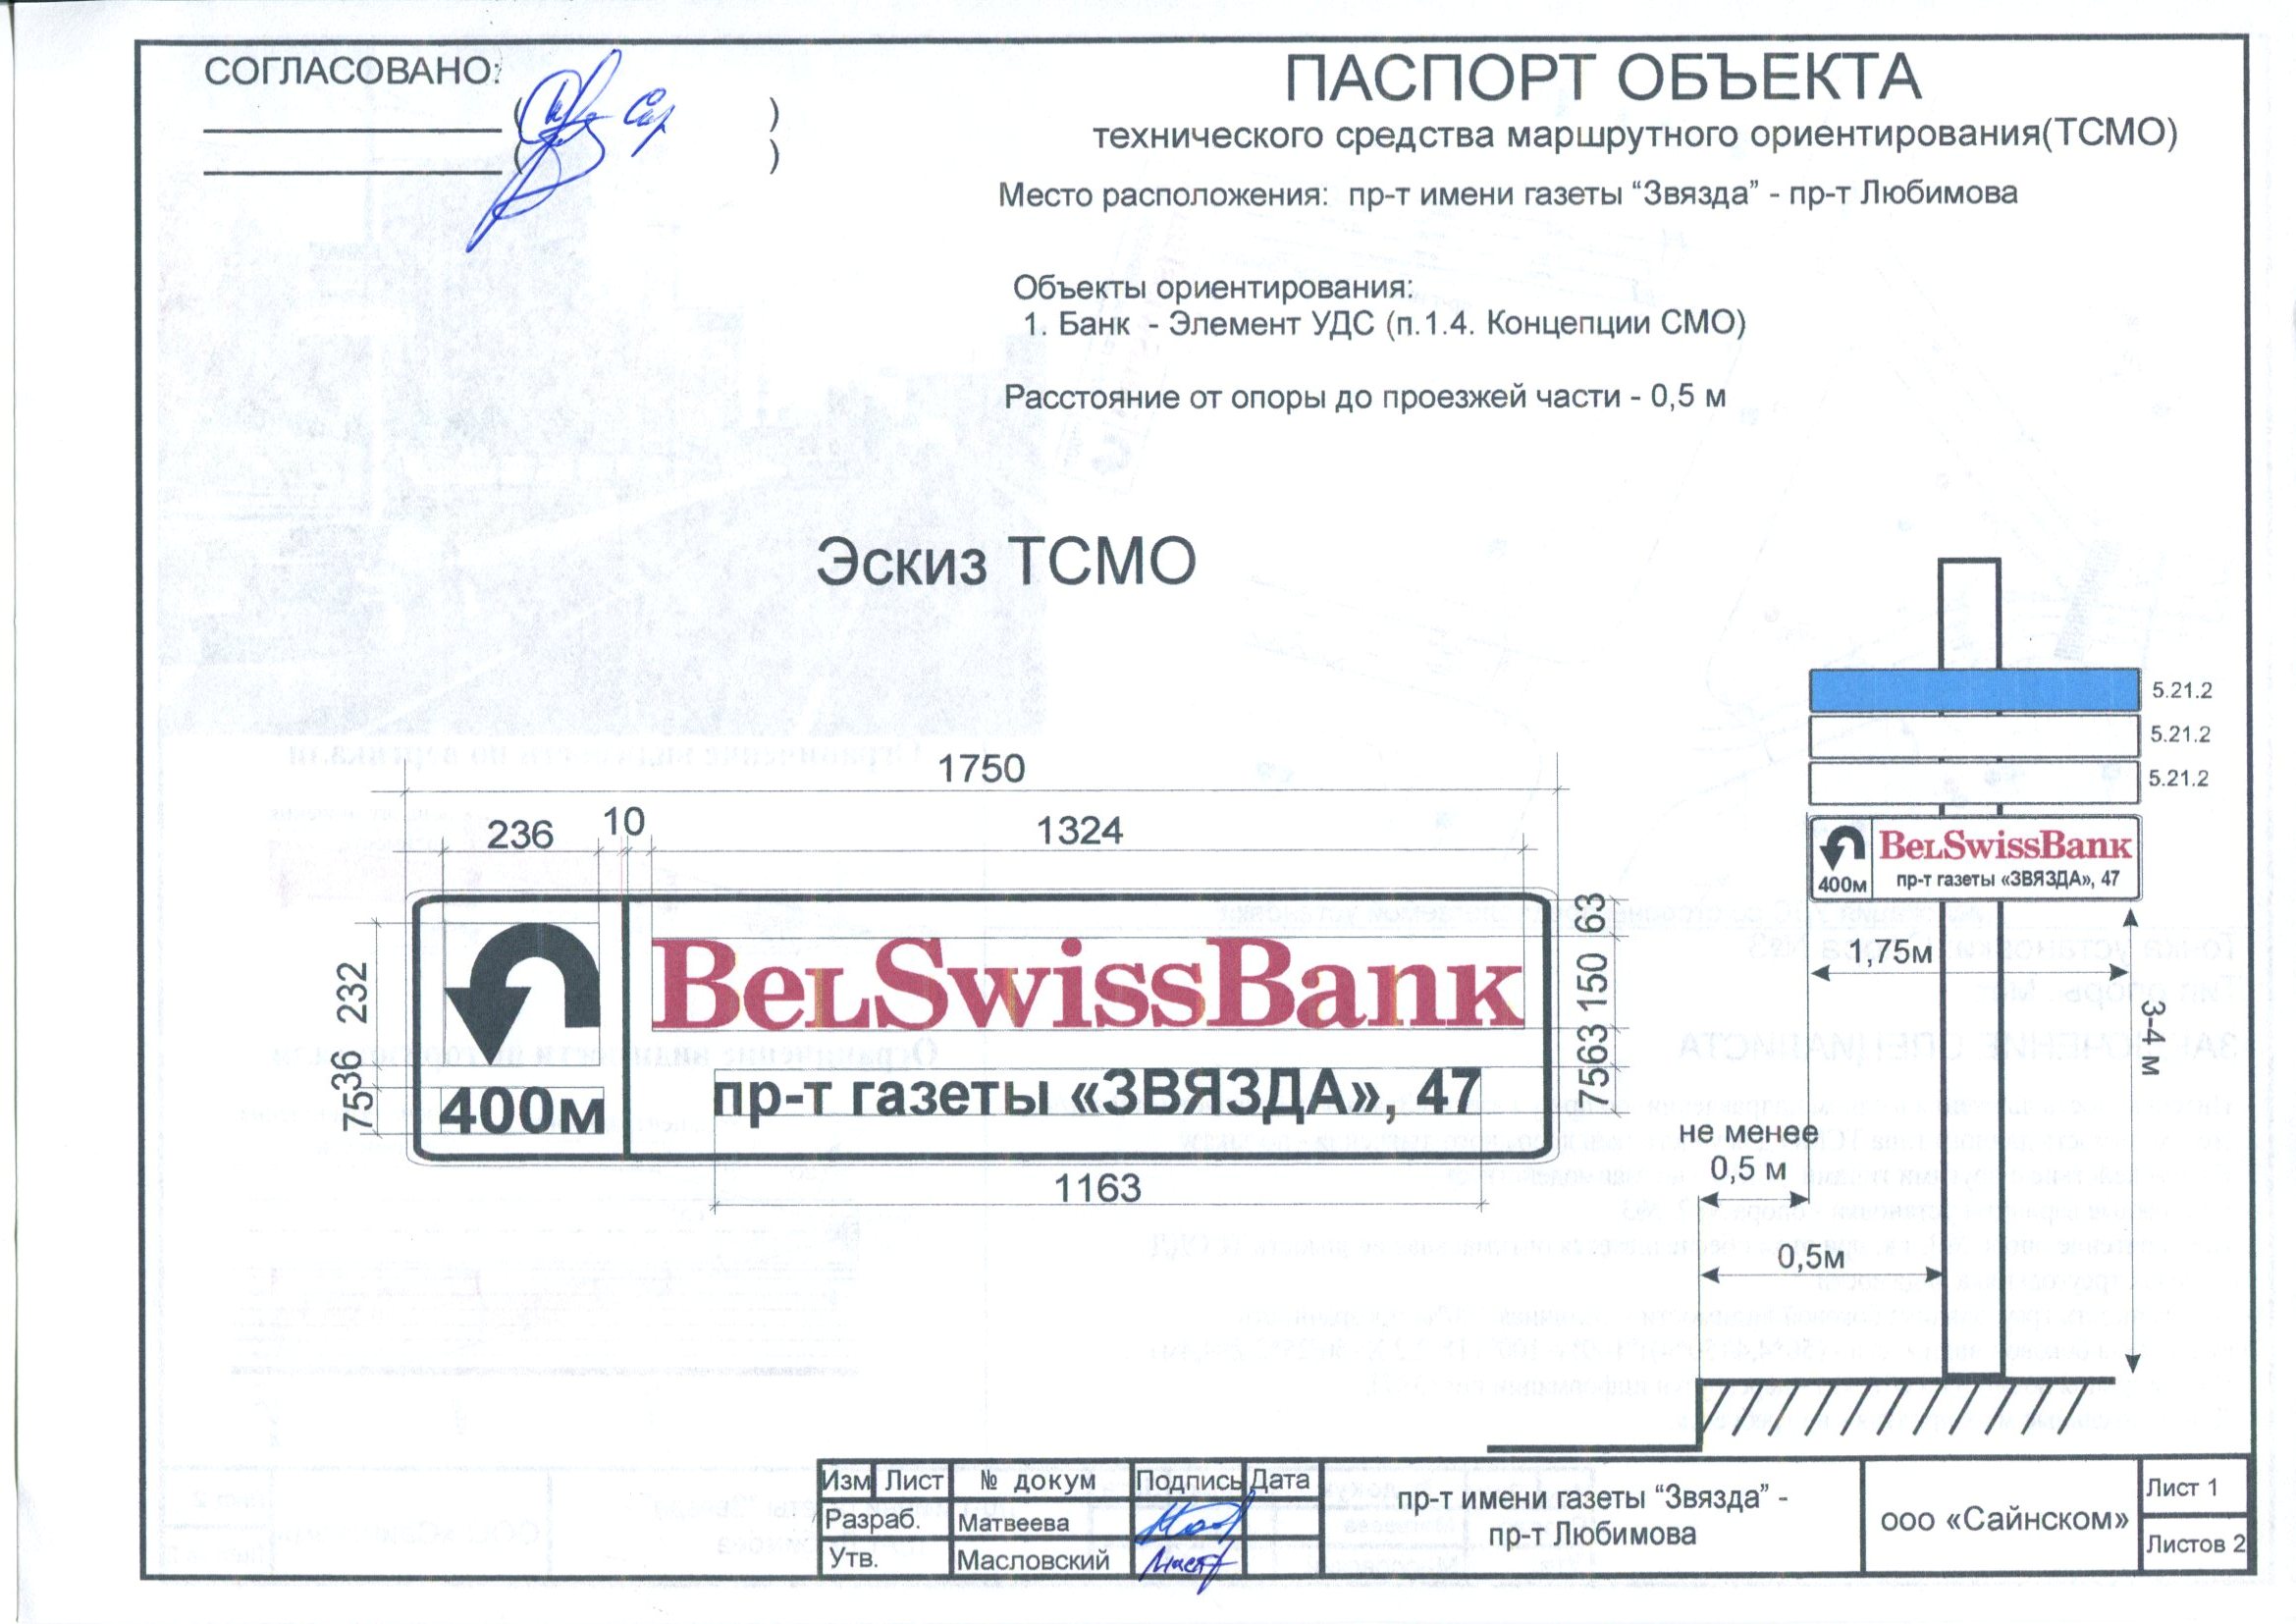 СОГЛАСОВАНО:
( )
( )
ПАСПОРТ ОБЪЕКТА
технического средства маршрутного ориентирования(ТСМО)
Место расположения: пр-т имени газеты “Звязда” - пр-т Любимова
Объекты ориентирования:
1. Банк - Элемент УДС (п.1.4. Концепции СМО)
Расстояние от опоры до проезжей части - 0,5 м
Эскиз ТСМО
1750
236
10
1324
232
36
75
63
150
63
75
400м
BelSwissBank
пр-т газеты «ЗВЯЗДА», 47
1163
5.21.2
5.21.2
5.21.2
BelSwissBank
400м
пр-т газеты «ЗВЯЗДА», 47
1,75м
3-4 м
не менее
0,5 м
0,5м
Изм Лист № докум Подпись Дата
Разраб. Матвеева
Утв. Масловский
пр-т имени газеты “Звязда” -
пр-т Любимова
ооо «Сайнском»
Лист 1
Листов 2